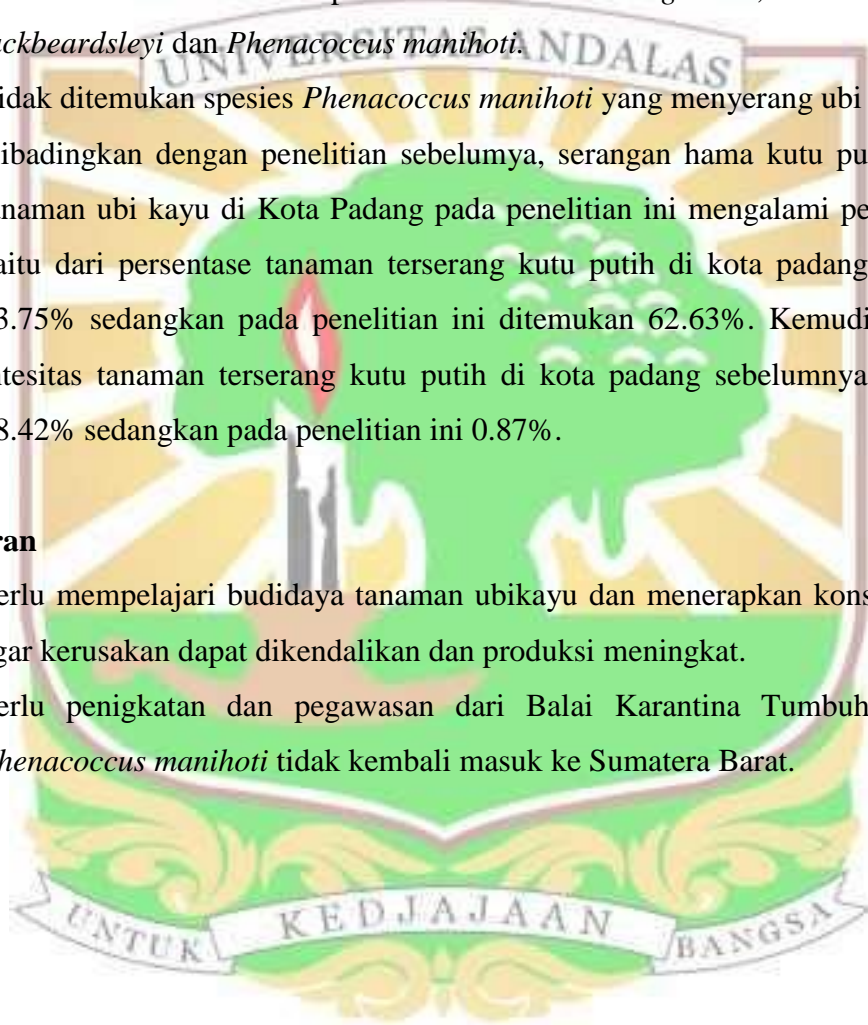 ackbeardsleyi dan Phenacoccus manihoti.
UNIVERSITAS ANDALAS
idak ditemukan spesies Phenacoccus manihoti yang menyerang ubi
ibadingkan dengan penelitian sebelumya, serangan hama kutu pu
anaman ubi kayu di Kota Padang pada penelitian ini mengalami pe
aitu dari persentase tanaman terserang kutu putih di kota padang
3.75% sedangkan pada penelitian ini ditemukan 62.63%. Kemudi
ntesitas tanaman terserang kutu putih di kota padang sebelumnya
8.42% sedangkan pada penelitian ini 0.87%.
ran
erlu mempelajari budidaya tanaman ubikayu dan menerapkan kons
gar kerusakan dapat dikendalikan dan produksi meningkat.
erlu penigkatan dan pegawasan dari Balai Karantina Tumbuh
henacoccus manihoti tidak kembali masuk ke Sumatera Barat.
UNTUK KEDJAJAAN BANGSA